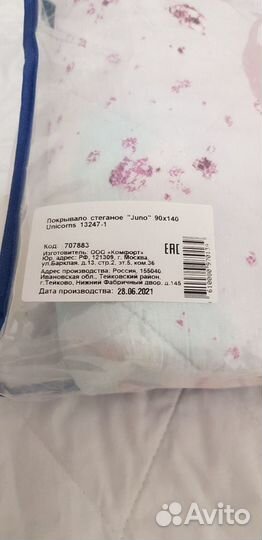 Покрывало стеганое "Juno" 90х140
Unicorns 13247-1
Код: 707883
Изготовитель: ООО «Комфорт»
Юр. адрес: РФ, 121309, г. Москва,
ул.Барклая, д.13, стр.2, эт.5, ком.36
Адрес производства: Россия, 155046
Ивановская обл., Тейковский район,
г.Тейково, Нижний Фабричный двор, д.145
Дата производства: 28.06.2021
EAC
Avito